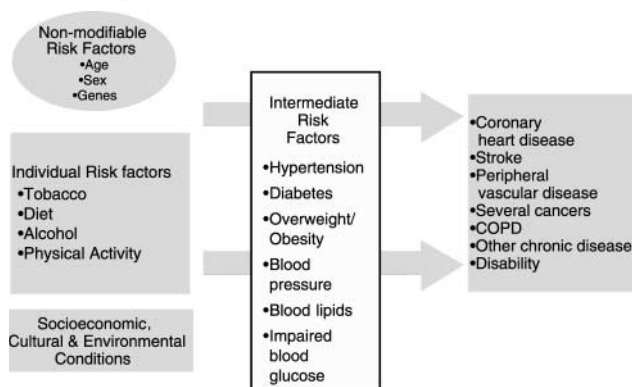 Non-modifiable
Risk Factors
•Age
•Sex
•Genes
Individual Risk factors
•Tobacco
•Diet
•Alcohol
•Physical Activity
Socioeconomic,
Cultural & Environmental
Conditions
Intermediate
Risk
Factors
•Hypertension
•Diabetes
•Overweight/
Obesity
•Blood
pressure
•Blood lipids
•Impaired
blood
glucose
•Coronary
heart disease
•Stroke
•Peripheral
vascular disease
•Several cancers
•COPD
•Other chronic disease
•Disability